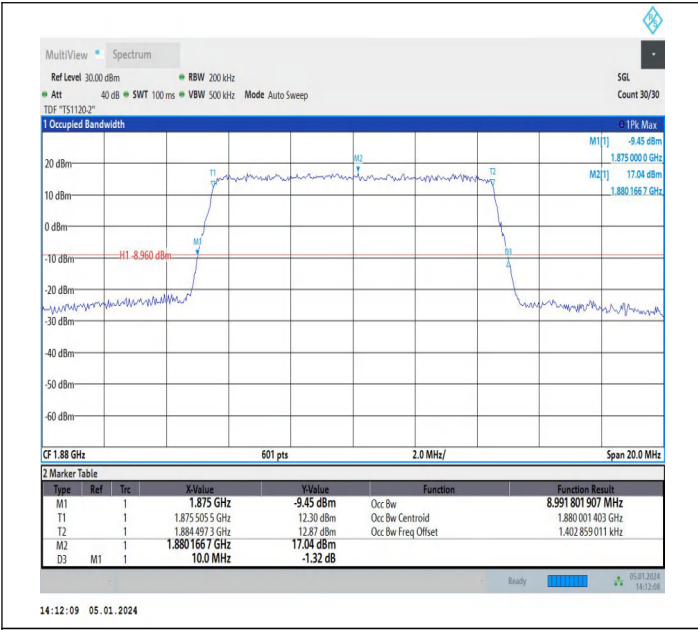 R S
MultiView Spectrum
Ref Level 30.00 dBm RBW 200 kHz SGL
Att 40 dB SWT 100 ms VBW 500 kHz Mode Auto Sweep Count 30/30
TDF "TS1120-2"
1 Occupied Bandwidth 1Pk Max
M1[1] -9.45 dBm
1.875 000 0 GHz
M2[1] 17.04 dBm
1.880 166 7 GHz
M2
T1
T2
20 dBm
10 dBm
0 dBm
M1
D3
H1 -8.960 dBm
-10 dBm
-20 dBm
-30 dBm
-40 dBm
-50 dBm
-60 dBm
CF 1.88 GHz 601 pts 2.0 MHz/ Span 20.0 MHz
2 Marker Table
Type Ref Trc X-Value Y-Value Function Function Result
M1 1 1.875 GHz -9.45 dBm Occ Bw 8.991 801 907 MHz
T1 1 1.875 505 5 GHz 12.30 dBm Occ Bw Centroid 1.880 001 403 GHz
T2 1 1.884 497 3 GHz 12.87 dBm Occ Bw Freq Offset 1.402 859 011 kHz
M2 1 1.880 166 7 GHz 17.04 dBm
D3 M1 1 10.0 MHz -1.32 dB
Ready 05.01.2024
14:12:08
14:12:09 05.01.2024